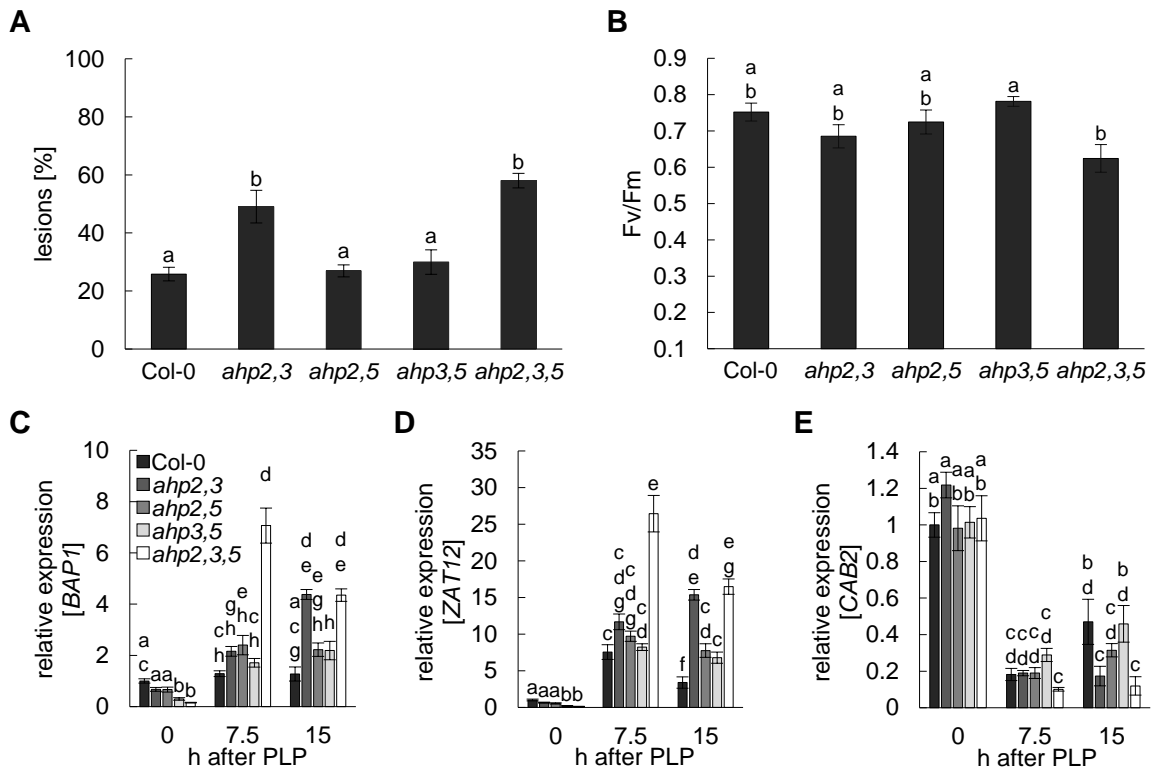 A
lesions [%]
100
80
60
40
20
0
a
b
a
a
b
Col-0 ahp2,3 ahp2,5 ahp3,5 ahp2,3,5
B
Fv/Fm
0.9
0.8
0.7
0.6
0.5
0.4
0.3
0.2
0.1
a a a a
b b b b
Col-0 ahp2,3 ahp2,5 ahp3,5 ahp2,3,5
C
relative expression
[BAP1]
10
8
6
4
2
0
Col-0
ahp2,3
ahp2,5
ahp3,5
ahp2,3,5
a
c
a a
b
b
c
h
g
h
e
h
c
h
d
a
c
g
d
e
e
g
h
g
h
d
e
0 7.5 15
h after PLP
D
relative expression
[ZAT12]
35
30
25
20
15
10
5
0
a a a b b
c
c
d
g
c
d
g
c
d
e
f
e
c
d
c
d
e
g
0 7.5 15
h after PLP
E
relative expression
[CAB2]
1.4
1.2
1
0.8
0.6
0.4
0.2
0
a
b
a
a
b
a
b
a
b
c
d
c
d
c
d
c
d
c
b
d
c
c
d
b
d
c
0 7.5 15
h after PLP